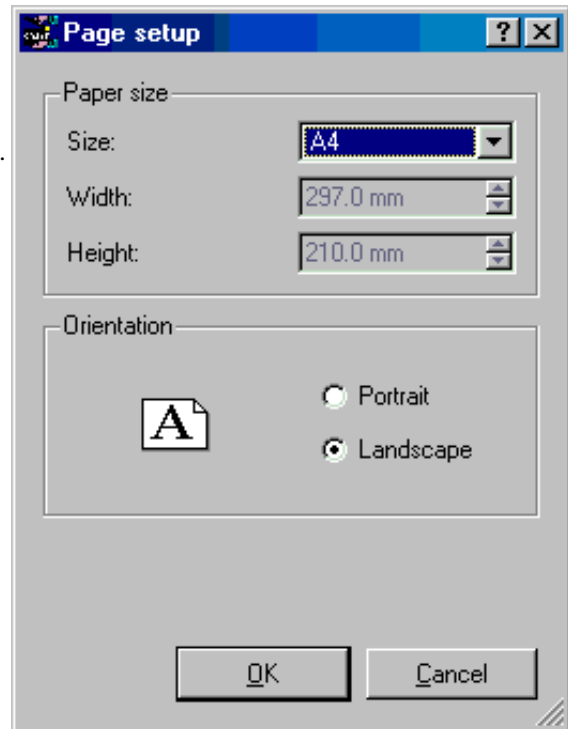 Page setup
Paper size
Size: A4
Width: 297.0 mm
Height: 210.0 mm
Orientation
A
Portrait
Landscape
OK Cancel
.